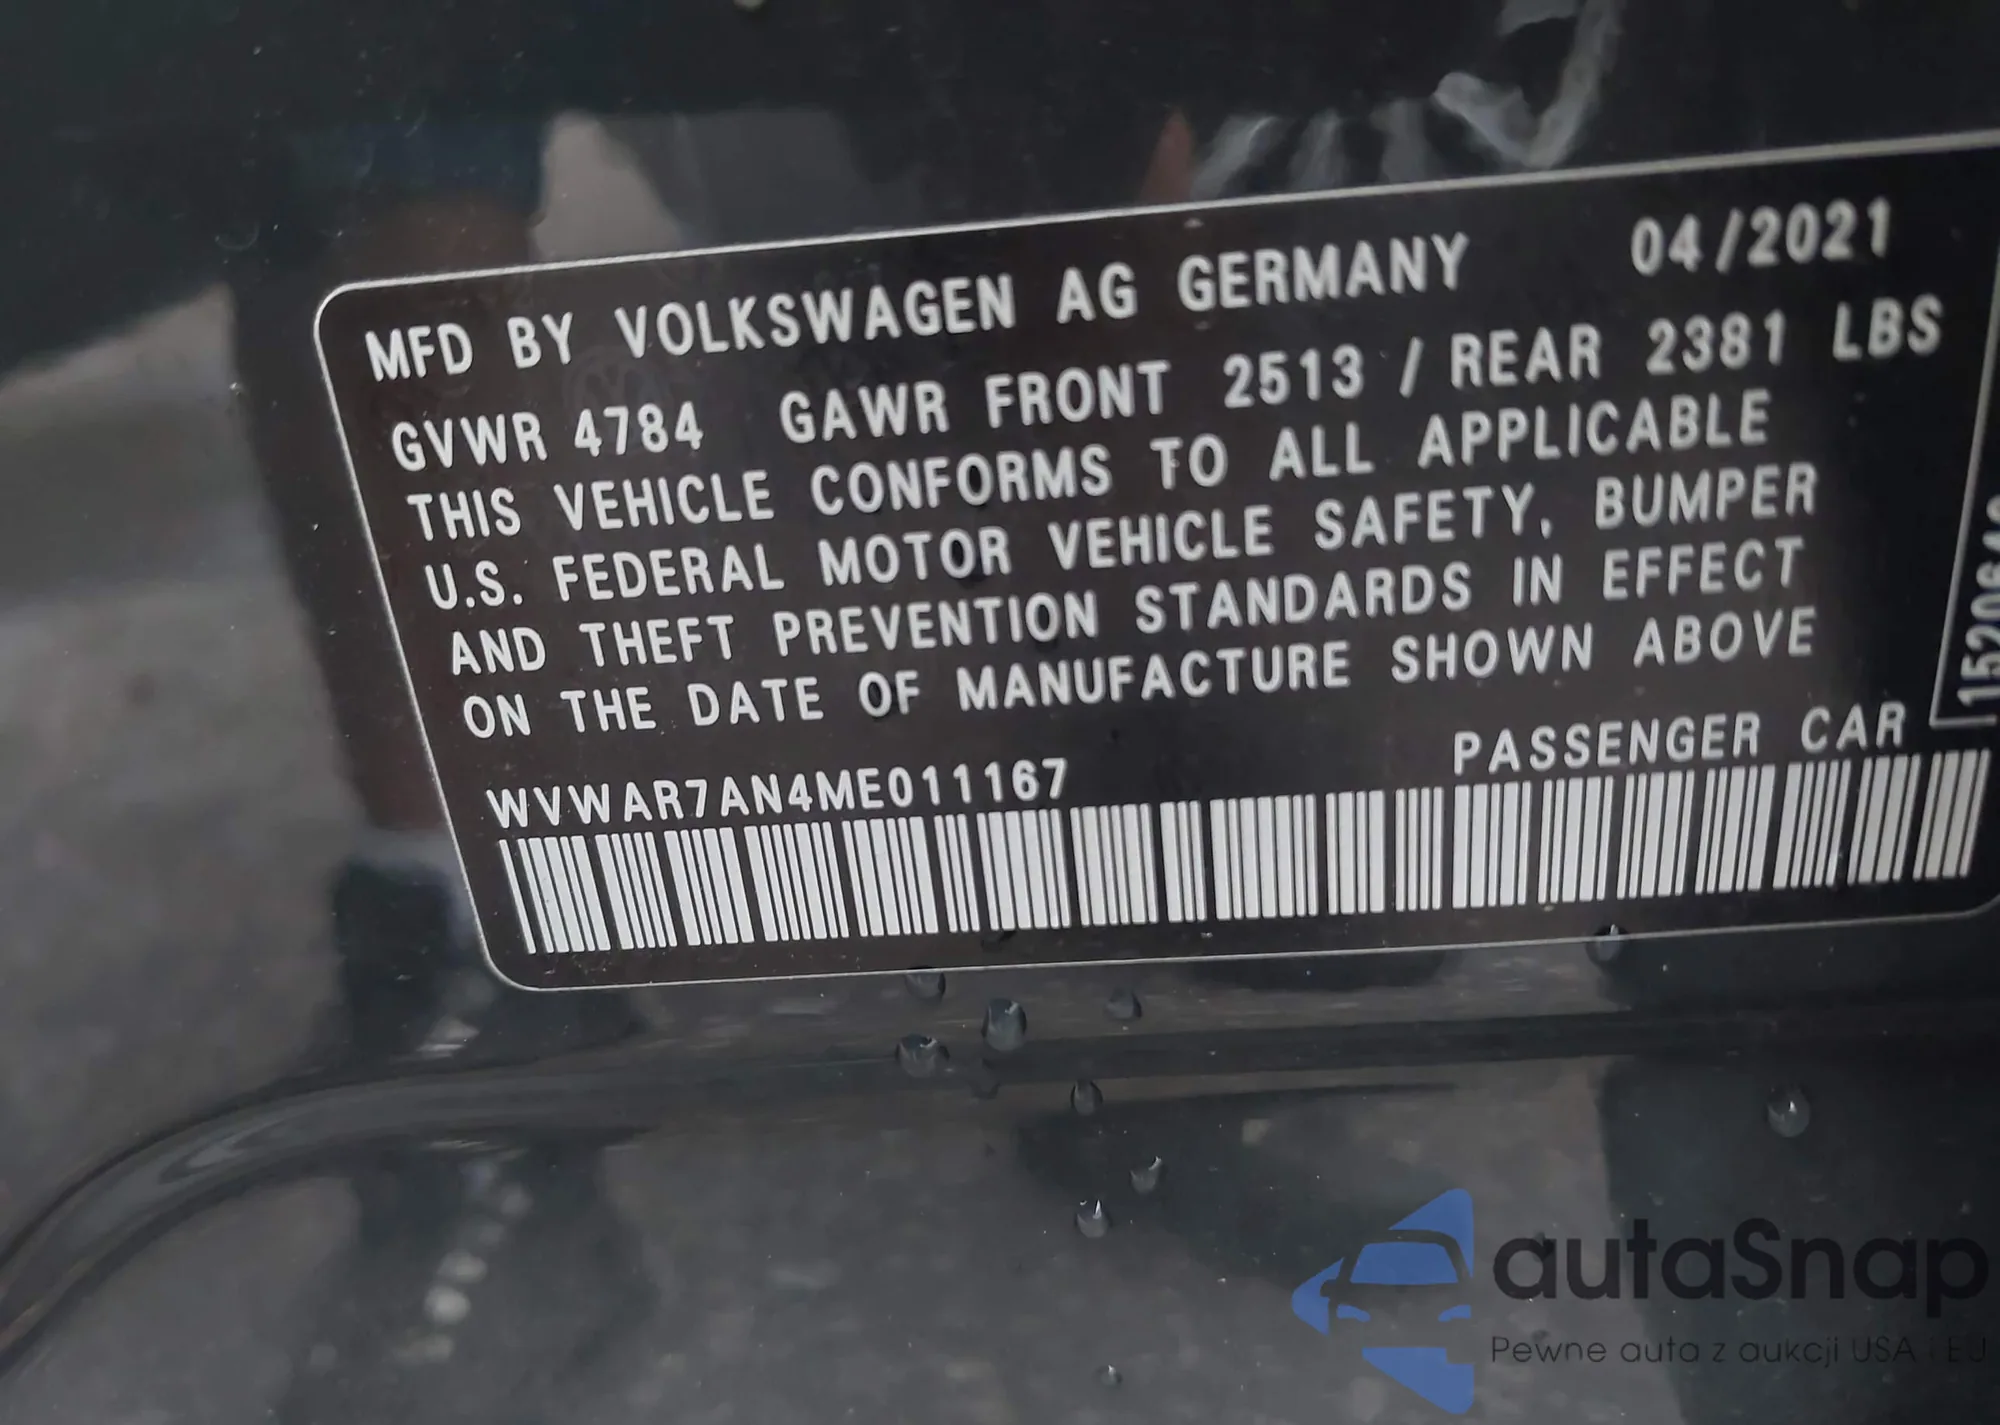 MFD BY VOLKSWAGEN AG GERMANY 04/2021
GVWR 4784 GAWR FRONT 2513 / REAR 2381 LBS
THIS VEHICLE CONFORMS TO ALL APPLICABLE
U.S. FEDERAL MOTOR VEHICLE SAFETY, BUMPER
AND THEFT PREVENTION STANDARDS IN EFFECT
ON THE DATE OF MANUFACTURE SHOWN ABOVE
WVWAR7AN4ME011167 PASSENGER CAR
autaSnap
Pewne auta z aukcji USA i EU